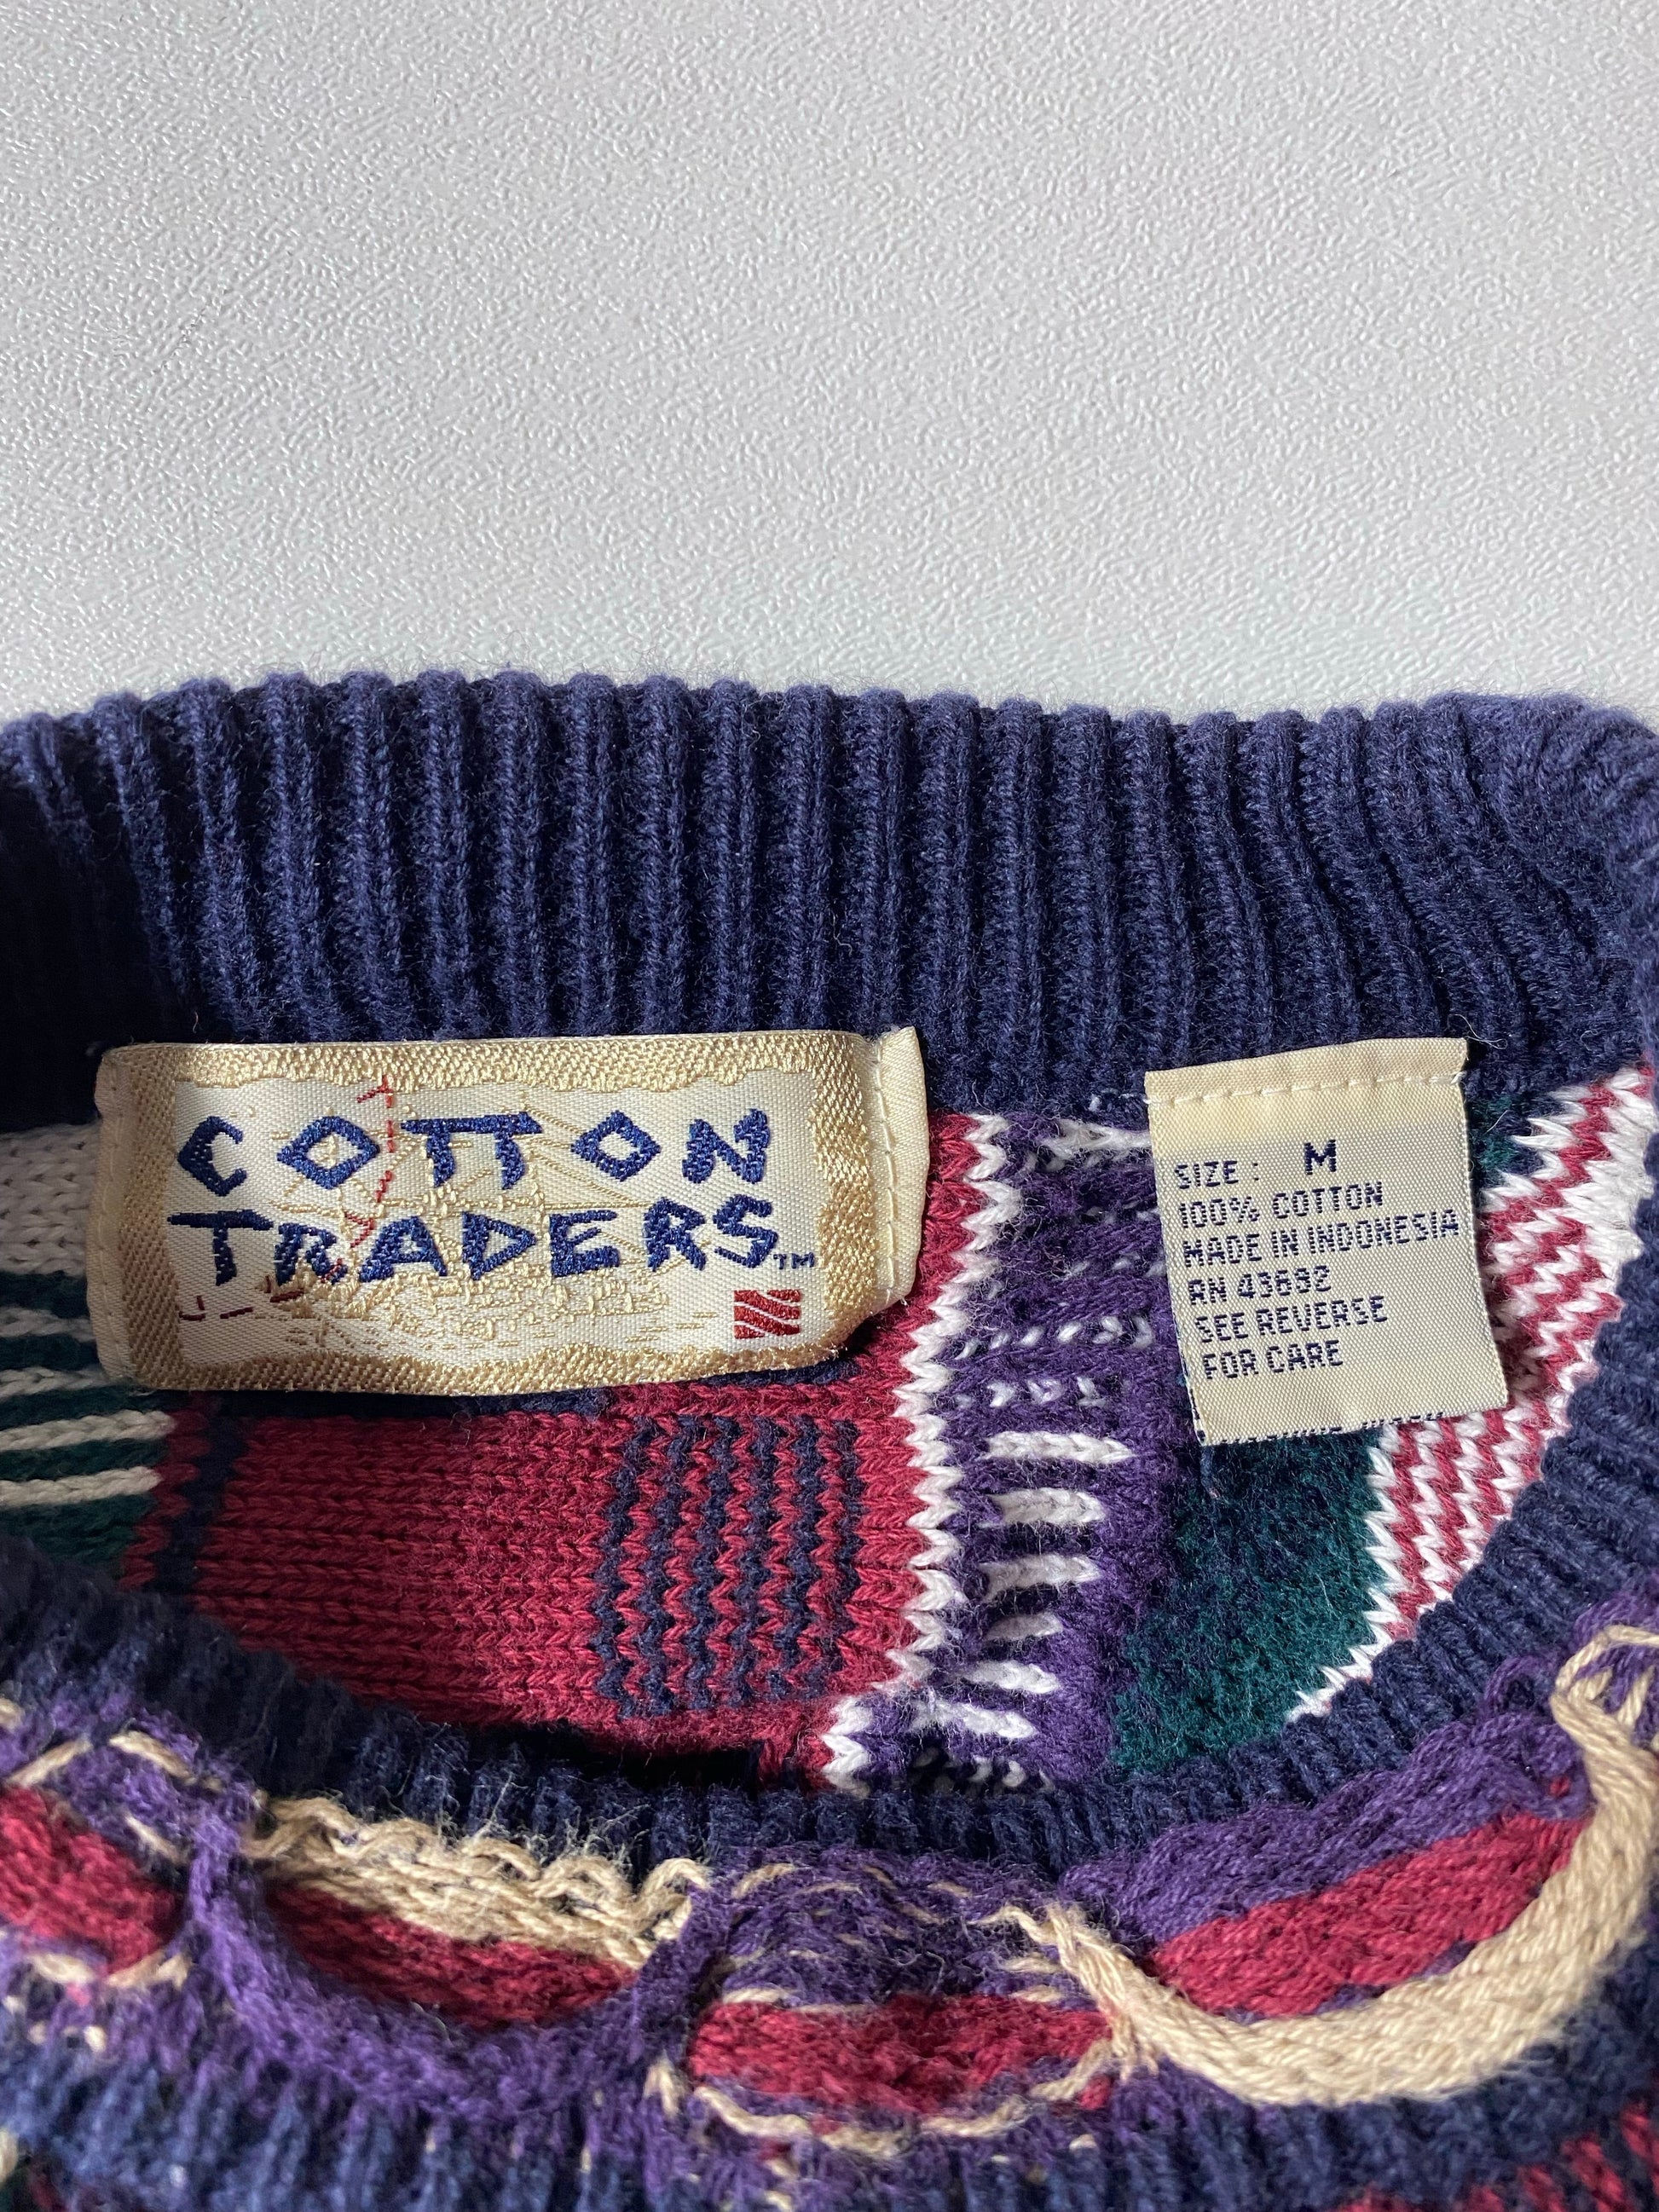 COTTON
TRADERS™
SIZE : M
100% COTTON
MADE IN INDONESIA
RN 43682
SEE REVERSE
FOR CARE